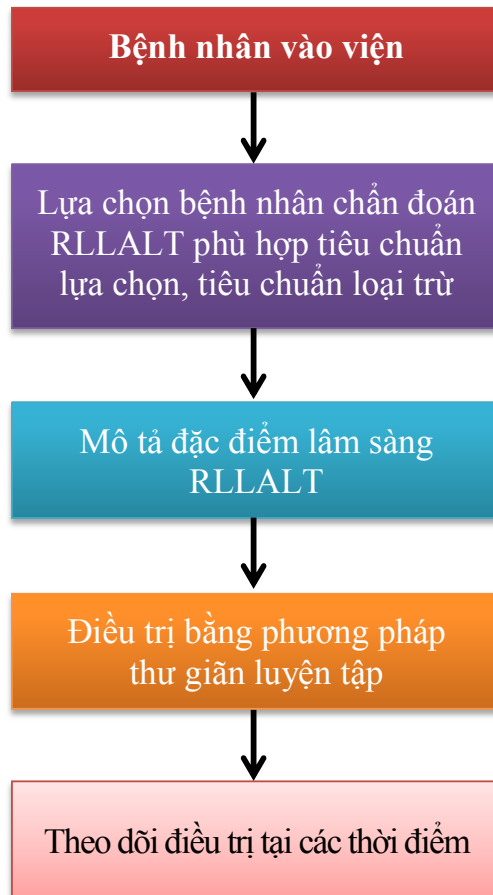 Bệnh nhân vào viện
Lựa chọn bệnh nhân chẩn đoán
RLLALT phù hợp tiêu chuẩn
lựa chọn, tiêu chuẩn loại trừ
Mô tả đặc điểm lâm sàng
RLLALT
Điều trị bằng phương pháp
thư giãn luyện tập
Theo dõi điều trị tại các thời điểm